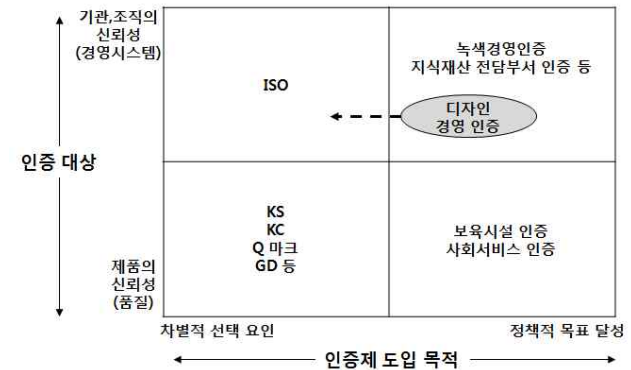 기관,조직의
신뢰성
(경영시스템)
ISO
녹색경영인증
지식재산 전담부서 인증 등
디자인
경영 인증
인증 대상
KS
KC
Q 마크
GD 등
보육시설 인증
사회서비스 인증
제품의
신뢰성
(품질)
차별적 선택 요인
정책적 목표 달성
인증제 도입 목적